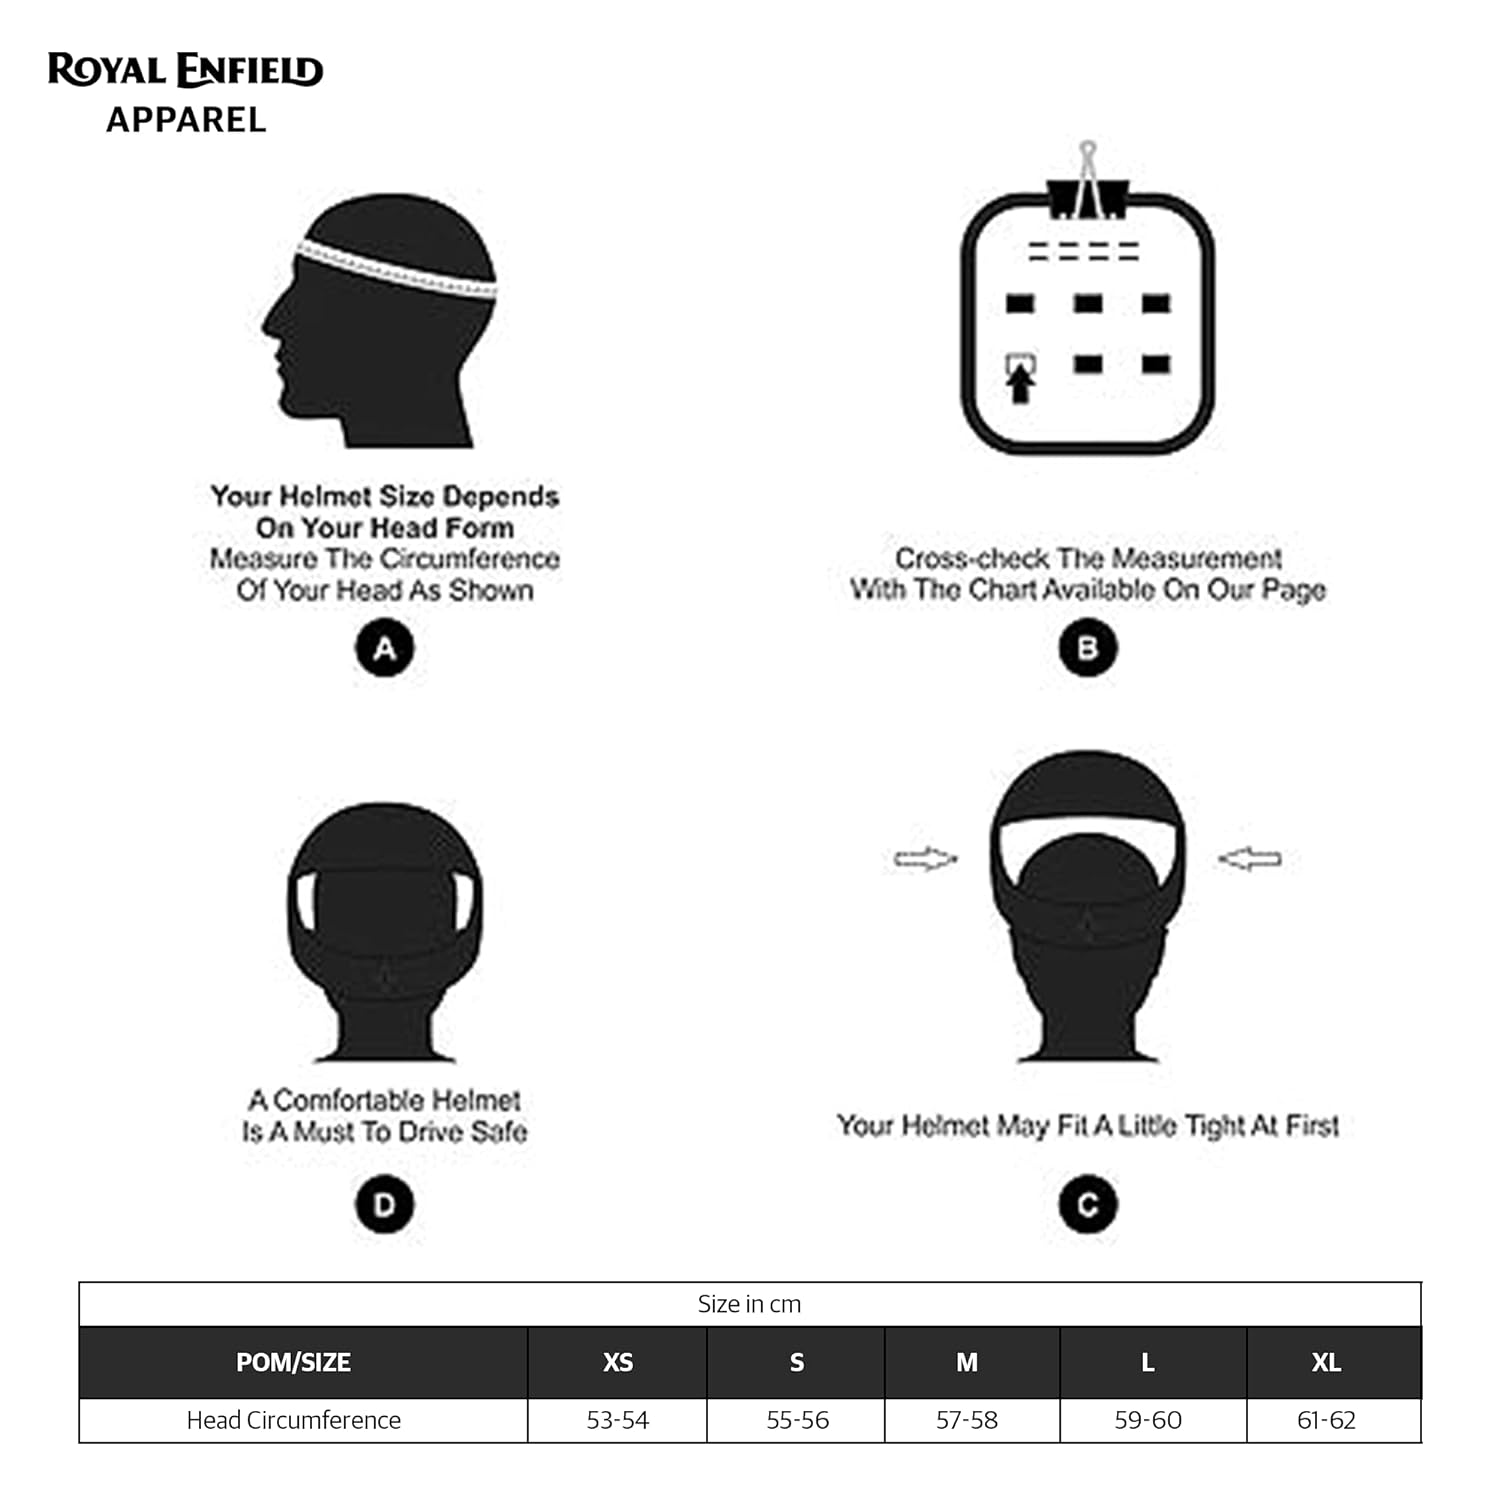 ROYAL ENFIELD
APPAREL
Your Helmet Size Depends
On Your Head Form
Measure The Circumference
Of Your Head As Shown
A
Cross-check The Measurement
With The Chart Available On Our Page
B
A Comfortable Helmet
Is A Must To Drive Safe
D
Your Helmet May Fit A Little Tight At First
C
Size in cm
POM/SIZE XS S M L XL
Head Circumference 53-54 55-56 57-58 59-60 61-62